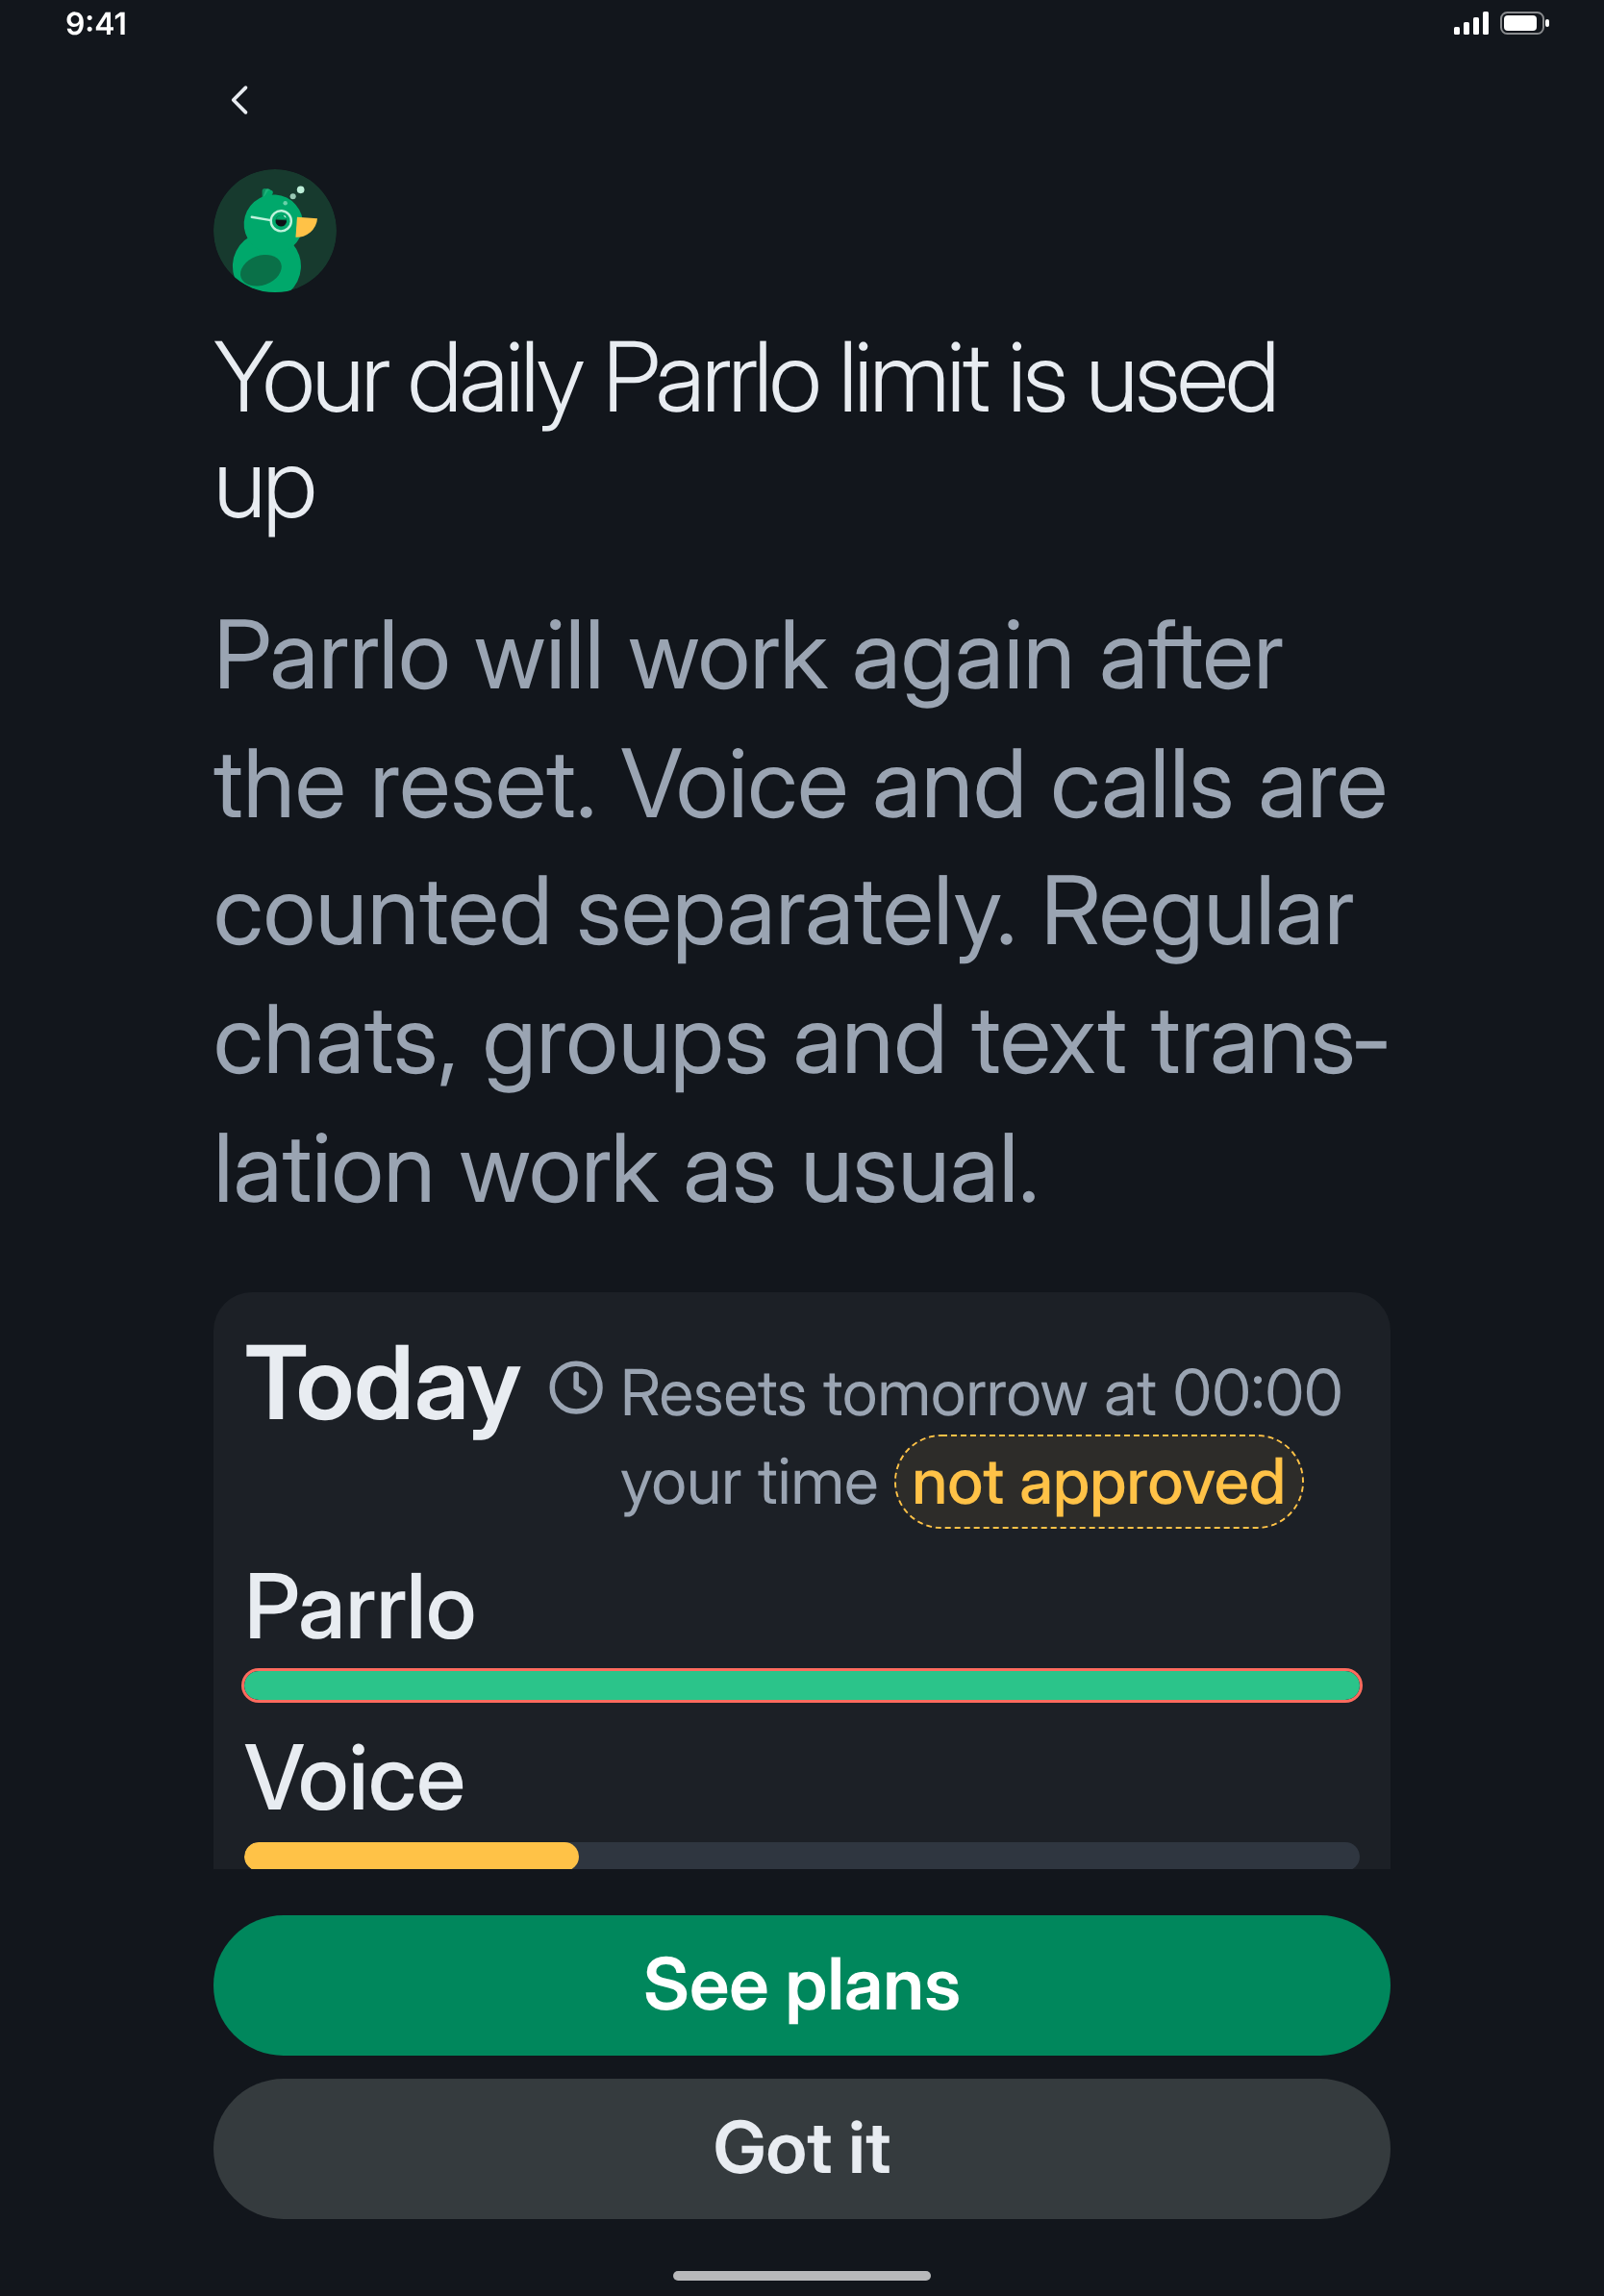 9:41
Your daily Parrlo limit is used
up
Parrlo will work again after
the reset. Voice and calls are
counted separately. Regular
chats, groups and text trans-
lation work as usual.
Today
Resets tomorrow at 00:00
your time not approved
Parrlo
Voice
See plans
Got it